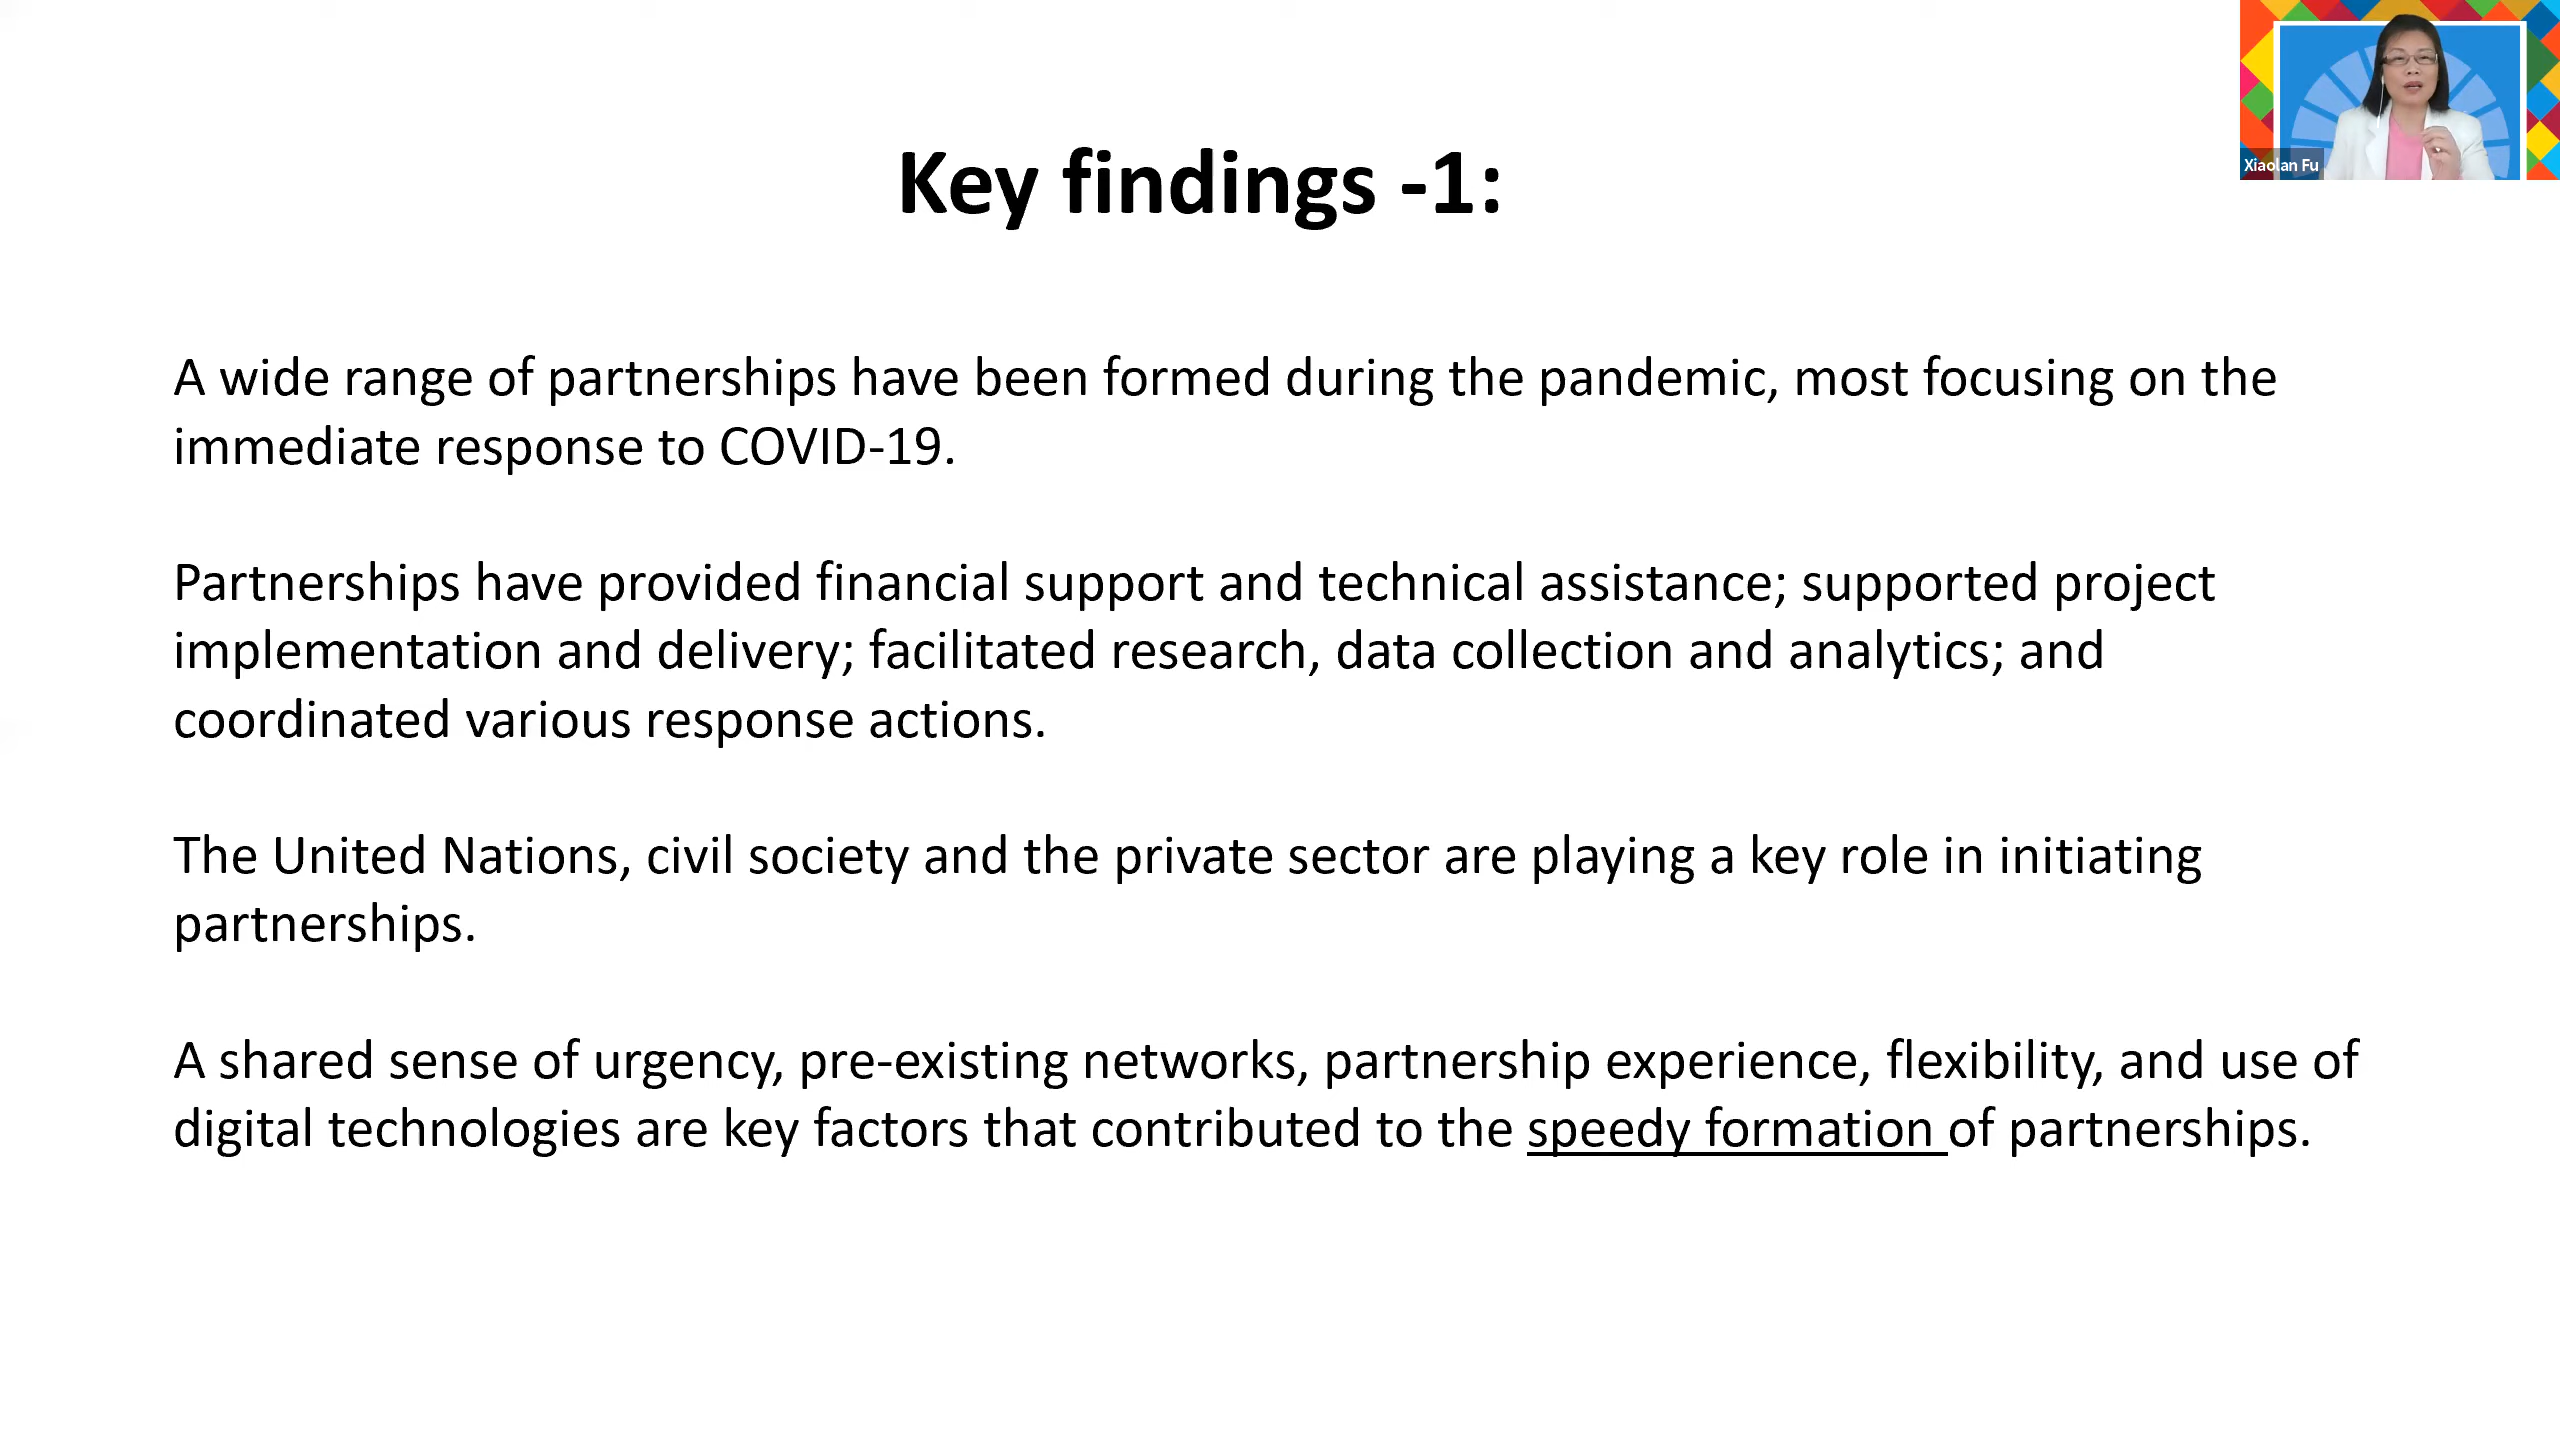 Xiaolan Fu
Key findings -1:
A wide range of partnerships have been formed during the pandemic, most focusing on the
immediate response to COVID-19.
Partnerships have provided financial support and technical assistance; supported project
implementation and delivery; facilitated research, data collection and analytics; and
coordinated various response actions.
The United Nations, civil society and the private sector are playing a key role in initiating
partnerships.
A shared sense of urgency, pre-existing networks, partnership experience, flexibility, and use of
digital technologies are key factors that contributed to the speedy formation of partnerships.